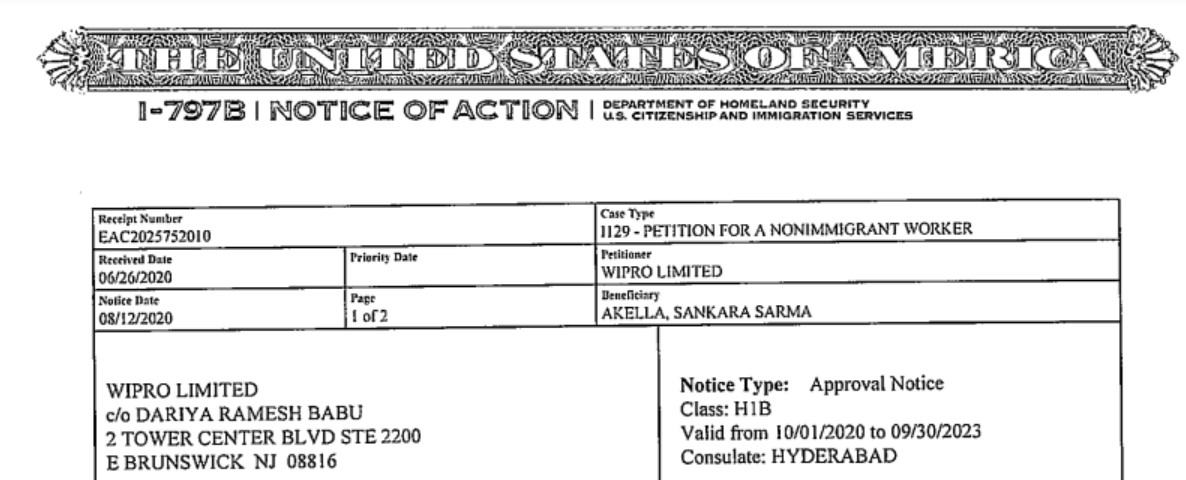 THE UNITED STATES OF AMERICA
I-797B | NOTICE OF ACTION | DEPARTMENT OF HOMELAND SECURITY
U.S. CITIZENSHIP AND IMMIGRATION SERVICES
Receipt Number
EAC2025752010
Case Type
I129 - PETITION FOR A NONIMMIGRANT WORKER
Received Date
06/26/2020
Priority Date
Petitioner
WIPRO LIMITED
Notice Date
08/12/2020
Page
1 of 2
Beneficiary
AKELLA, SANKARA SARMA
WIPRO LIMITED
c/o DARIYA RAMESH BABU
2 TOWER CENTER BLVD STE 2200
E BRUNSWICK NJ 08816
Notice Type: Approval Notice
Class: H1B
Valid from 10/01/2020 to 09/30/2023
Consulate: HYDERABAD